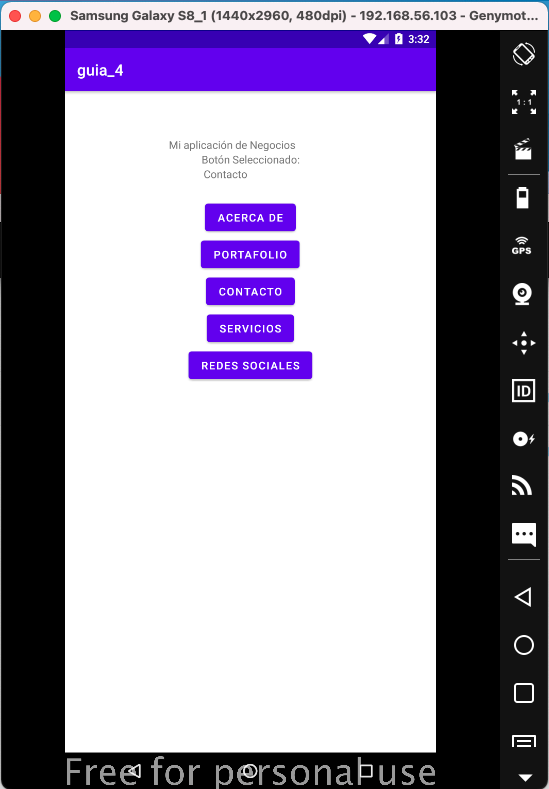 Samsung Galaxy S8_1 (1440x2960, 480dpi) - 192.168.56.103 - Genymot...
3:32
guia_4
1 : 1
Mi aplicación de Negocios
Botón Seleccionado:
Contacto
ACERCA DE
PORTAFOLIO
GPS
CONTACTO
SERVICIOS
REDES SOCIALES
ID
Free for personal use